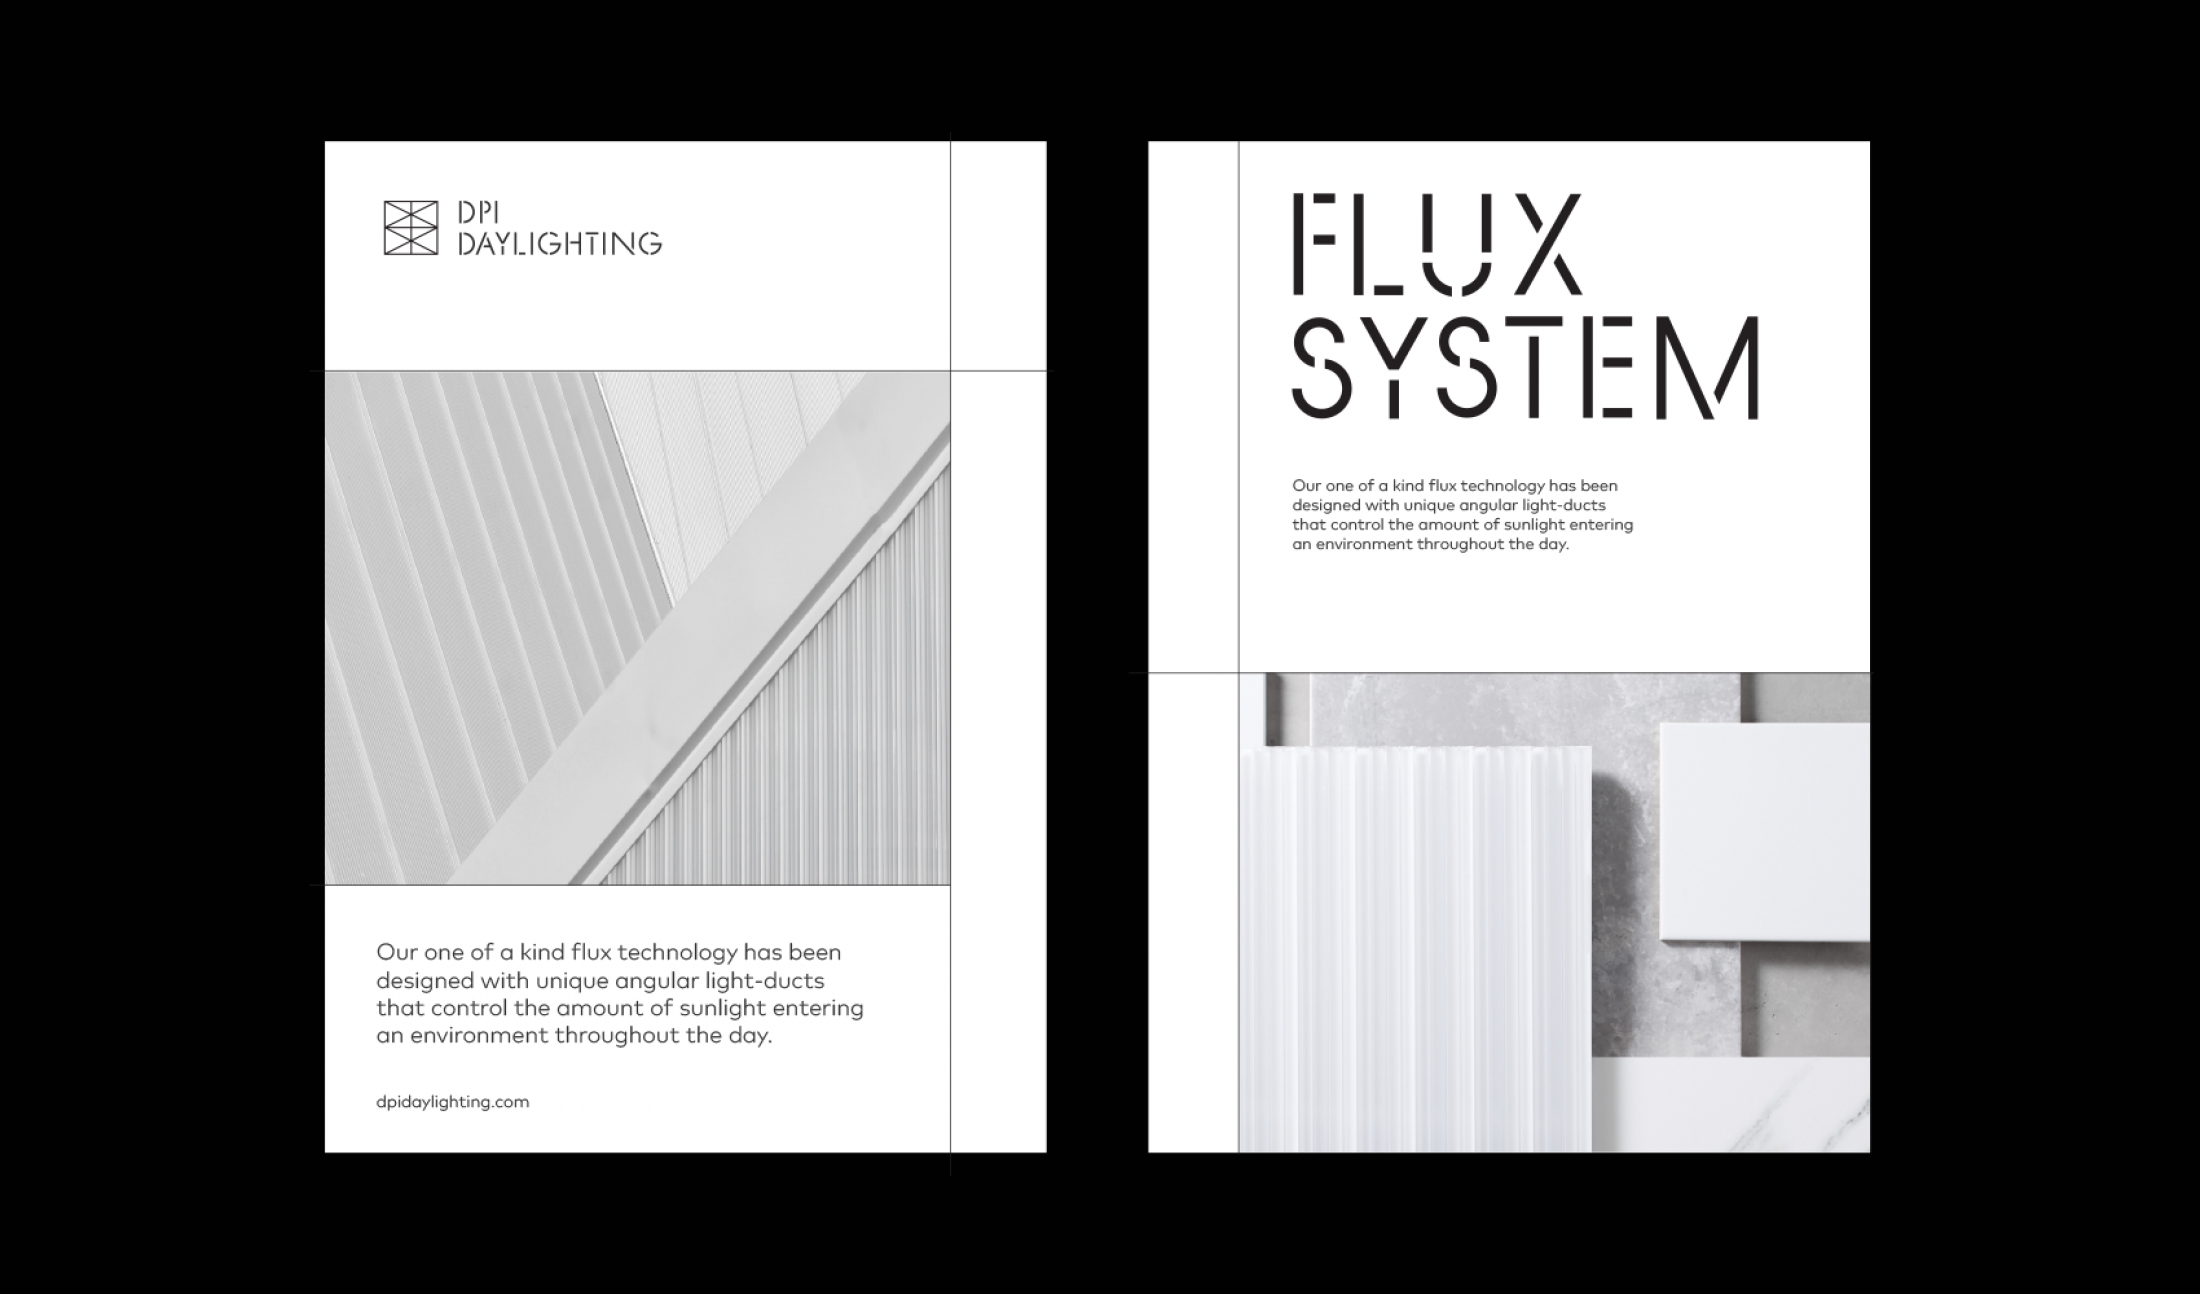 DPI
DAYLIGHTING
Our one of a kind flux technology has been
designed with unique angular light-ducts
that control the amount of sunlight entering
an environment throughout the day.
dpidaylighting.com
FLUX
SYSTEM
Our one of a kind flux technology has been
designed with unique angular light-ducts
that control the amount of sunlight entering
an environment throughout the day.